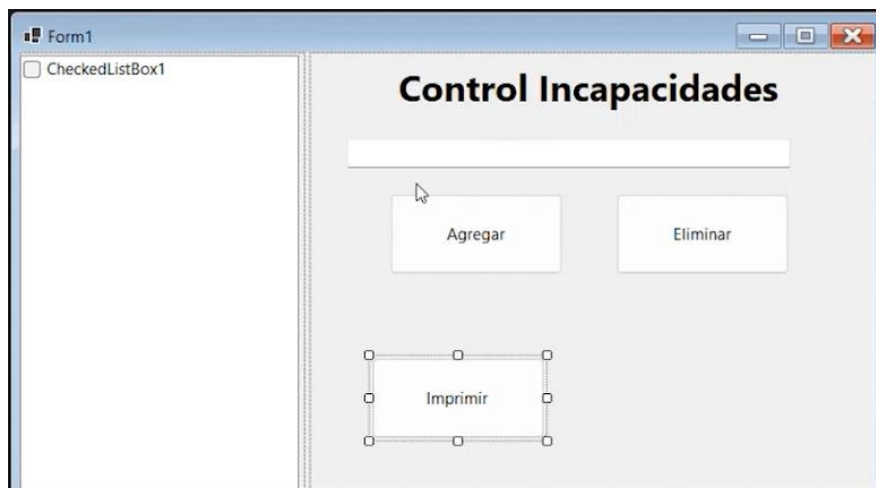 Form1
CheckedListBox1
Control Incapacidades
Agregar
Eliminar
Imprimir